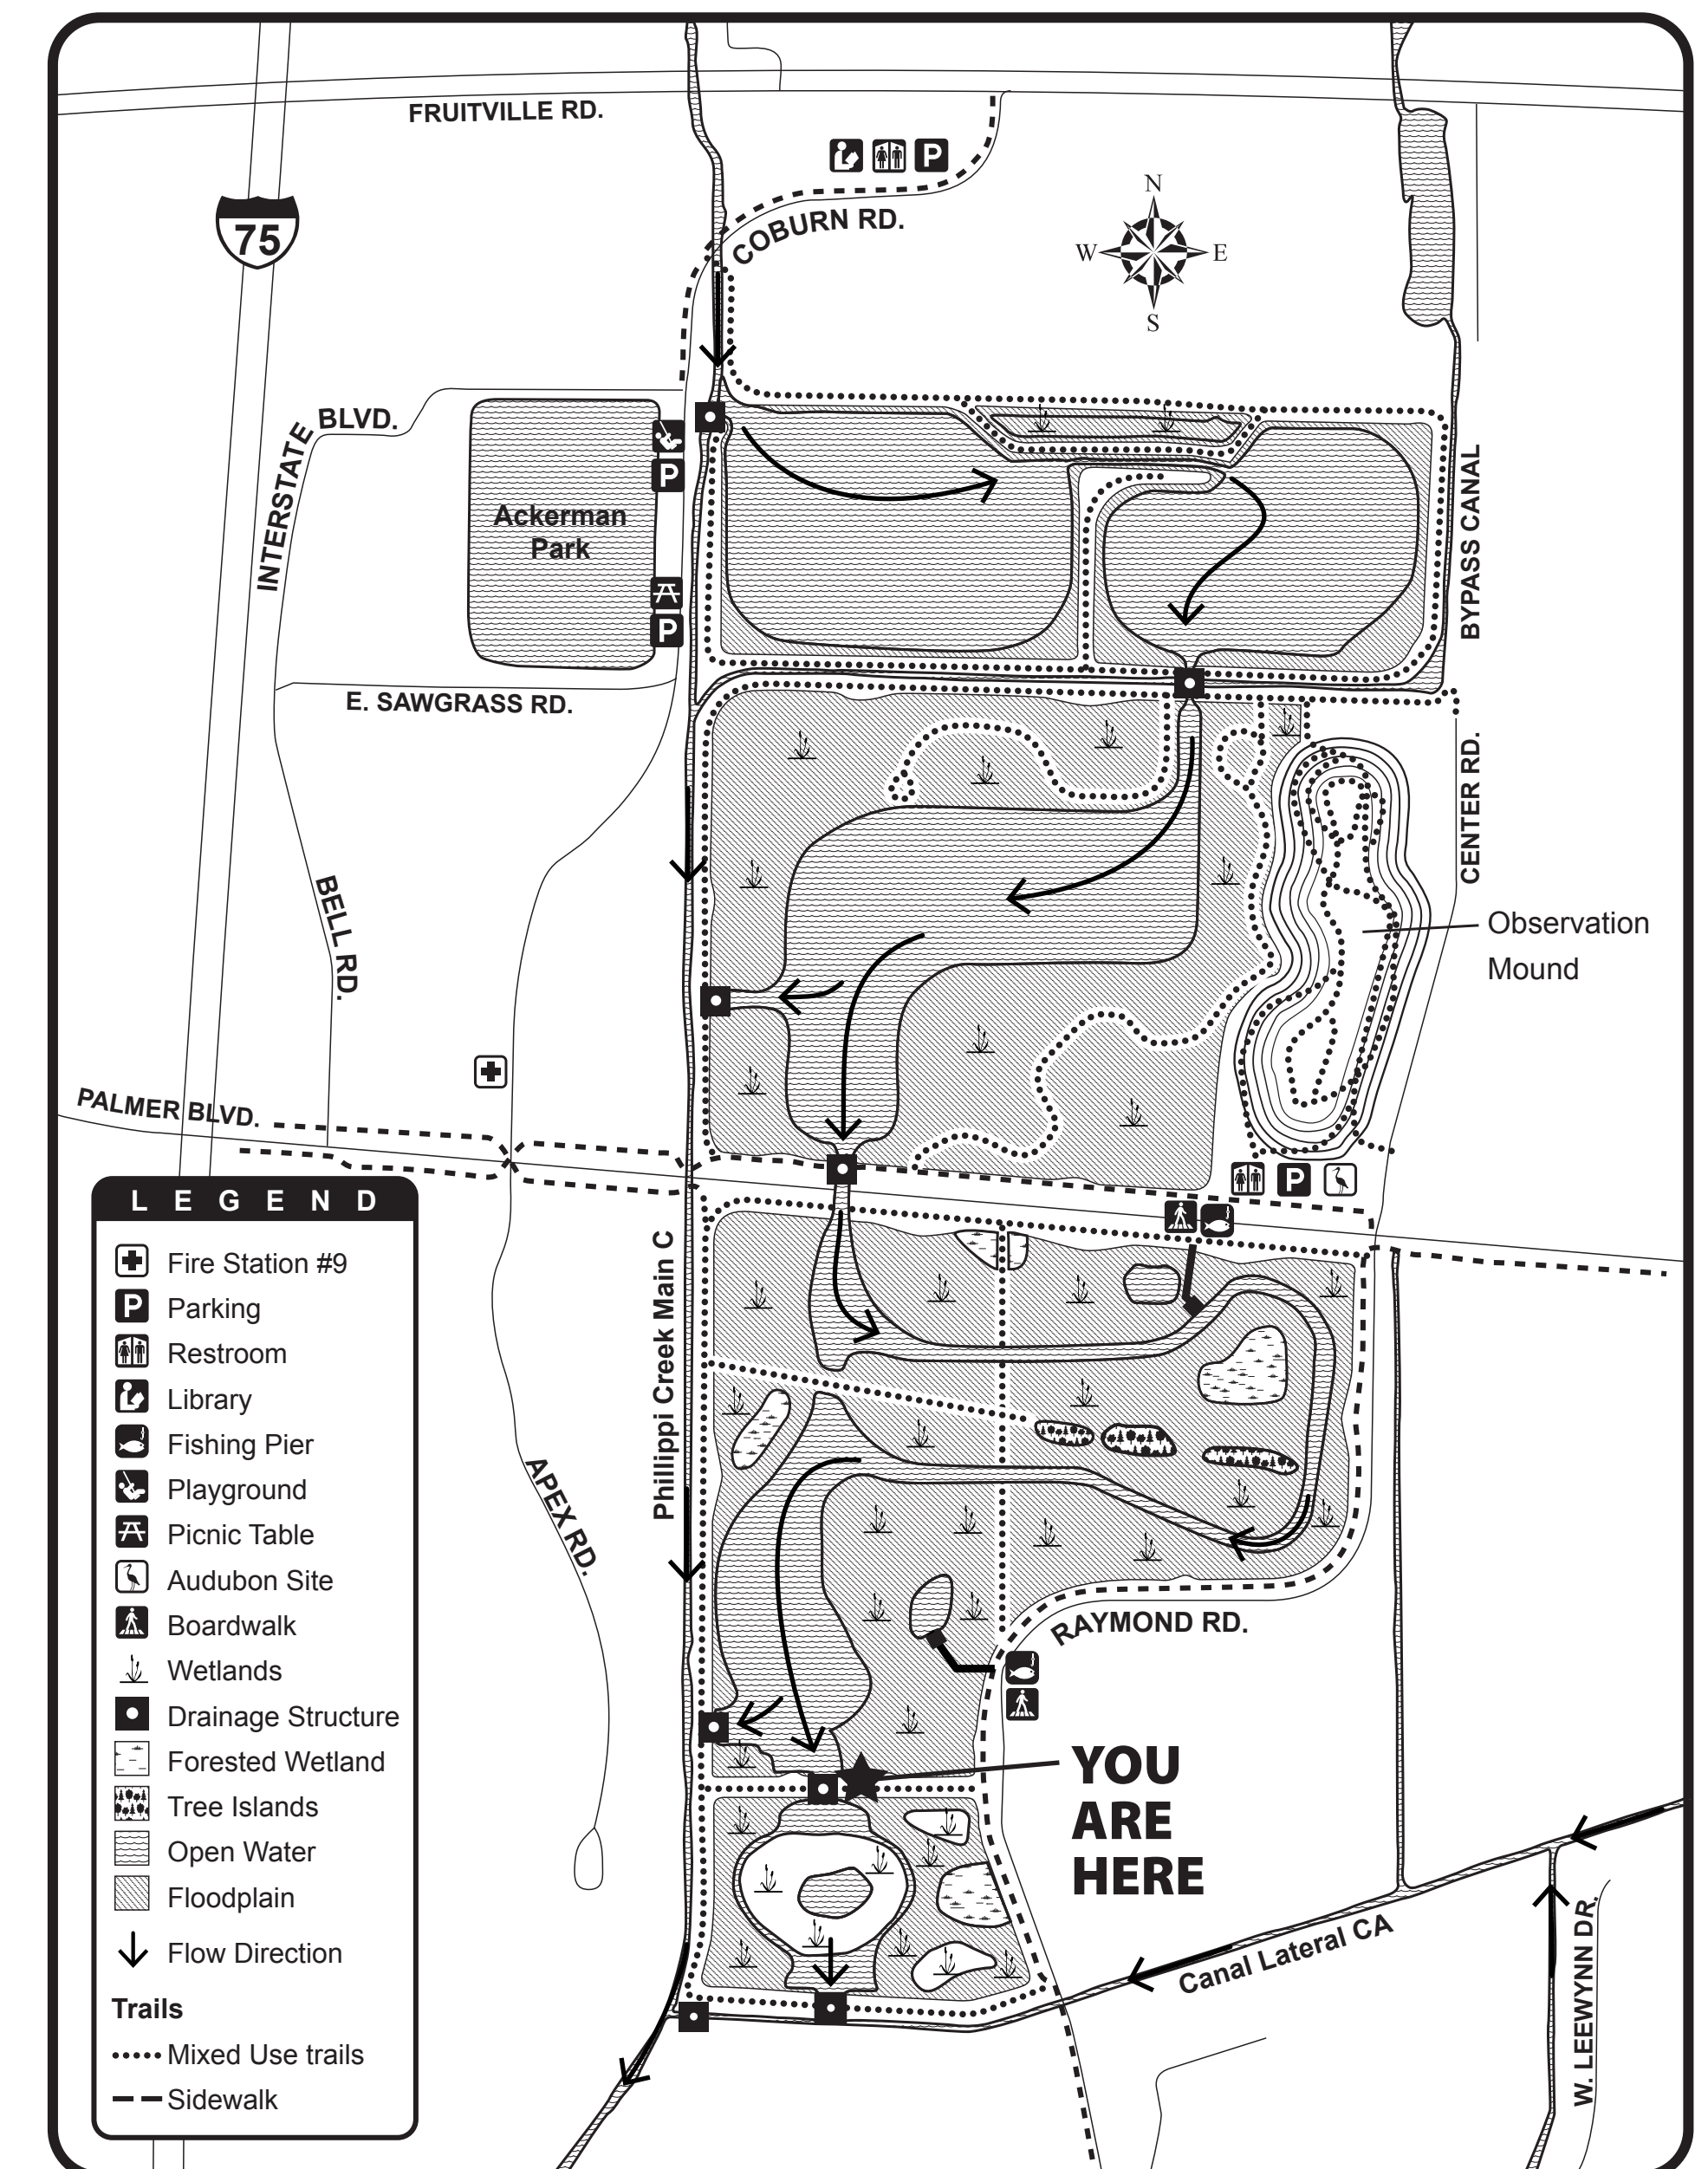 FRUITVILLE RD.
P
COBURN RD.
75
N
W
E
S
INTERSTATE BLVD.
P
Ackerman
Park
P
BYPASS CANAL
E. SAWGRASS RD.
CENTER RD.
BELL RD.
Observation
Mound
PALMER BLVD.
P
Phillippi Creek Main C
APEX RD.
RAYMOND RD.
YOU
ARE
HERE
Canal Lateral CA
W. LEEWYNN DR.
LEGEND
Fire Station #9
P Parking
Restroom
Library
Fishing Pier
Playground
Picnic Table
Audubon Site
Boardwalk
Wetlands
Drainage Structure
Forested Wetland
Tree Islands
Open Water
Floodplain
Flow Direction
Trails
Mixed Use trails
Sidewalk